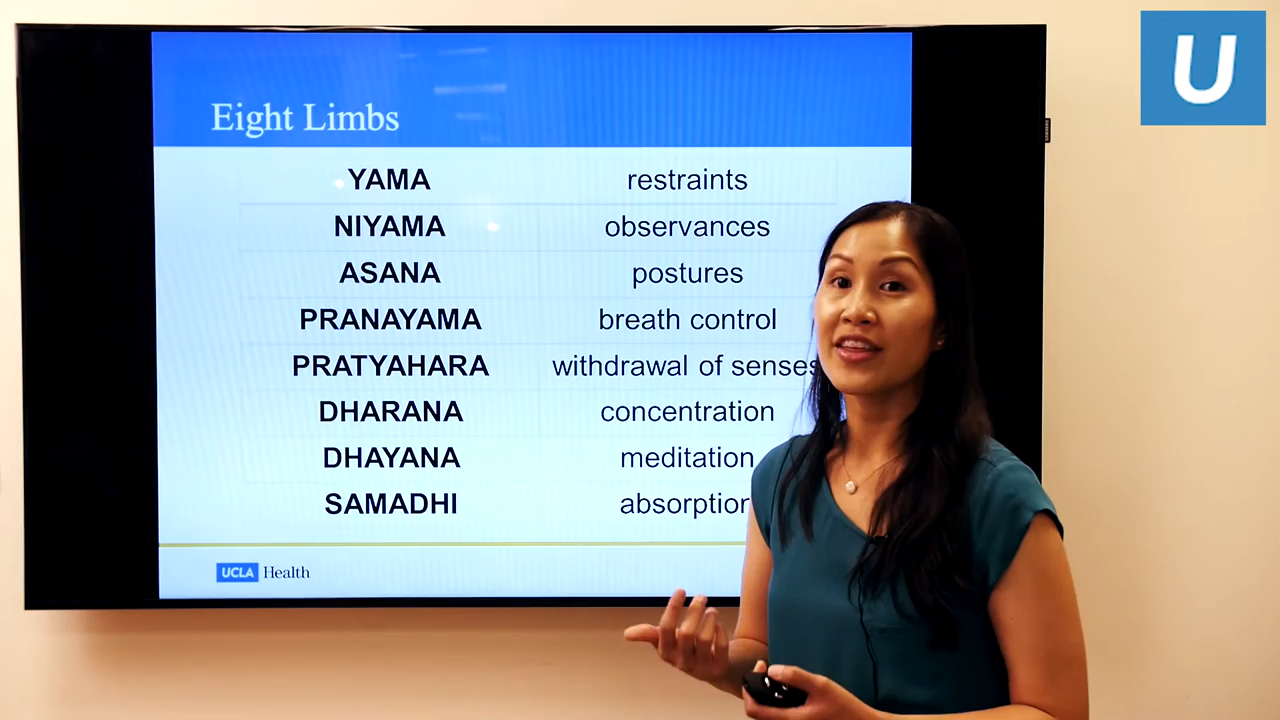 Eight Limbs
YAMA restraints
NIYAMA observances
ASANA postures
PRANAYAMA breath control
PRATYAHARA withdrawal of senses
DHARANA concentration
DHAYANA meditation
SAMADHI absorption
UCLA Health
U